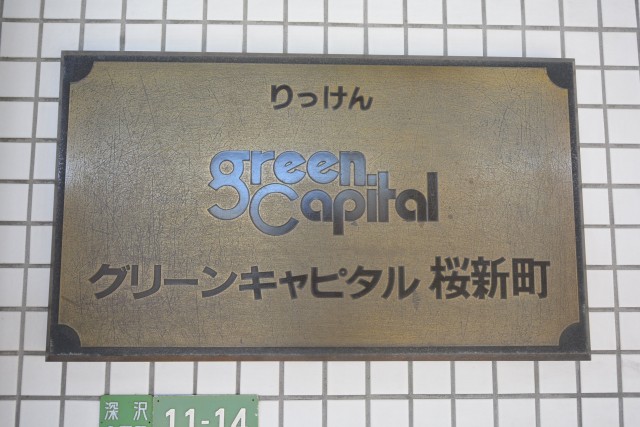 りっけん
green
Capital
グリーンキャピタル 桜新町
深沢
11-14